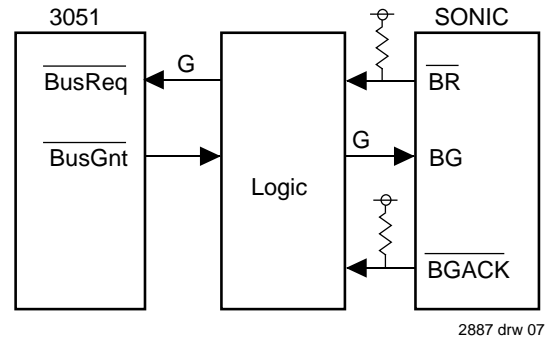 3051
SONIC
G
BusReq
BR
G
BusGnt
BG
Logic
BGACK
2887 drw 07